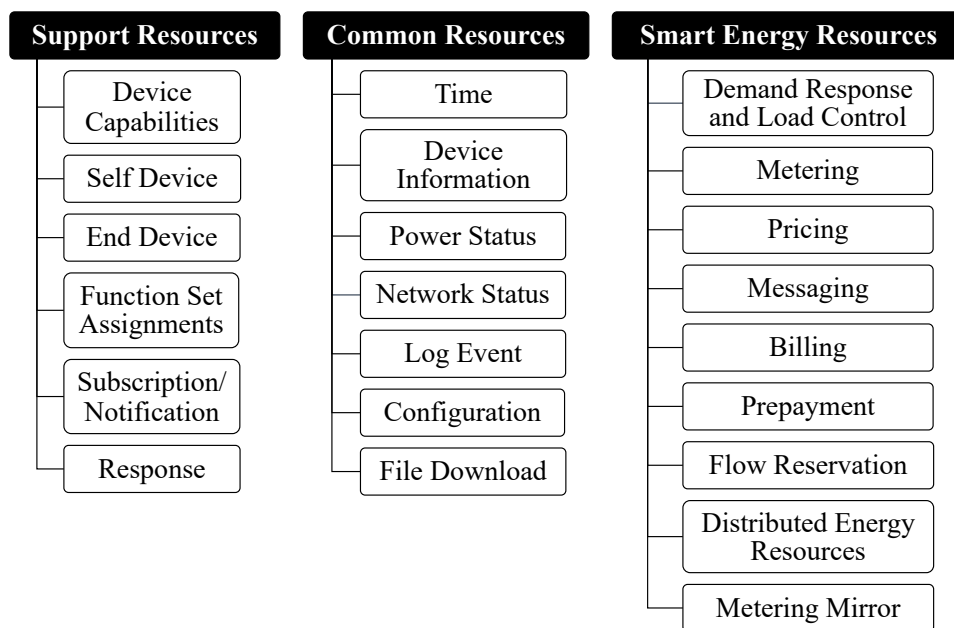 Support Resources
Device
Capabilities
Self Device
End Device
Function Set
Assignments
Subscription/
Notification
Response
Common Resources
Time
Device
Information
Power Status
Network Status
Log Event
Configuration
File Download
Smart Energy Resources
Demand Response
and Load Control
Metering
Pricing
Messaging
Billing
Prepayment
Flow Reservation
Distributed Energy
Resources
Metering Mirror